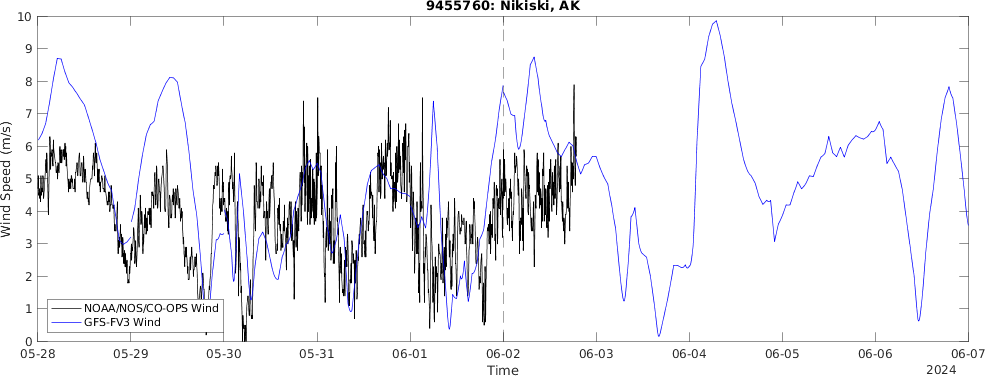 9455760: Nikiski, AK
10
9
8
7
6
5
4
3
2
1
0
Wind Speed (m/s)
NOAA/NOS/CO-OPS Wind
GFS-FV3 Wind
05-28 05-29 05-30 05-31 06-01 06-02 06-03 06-04 06-05 06-06 06-07
Time
2024